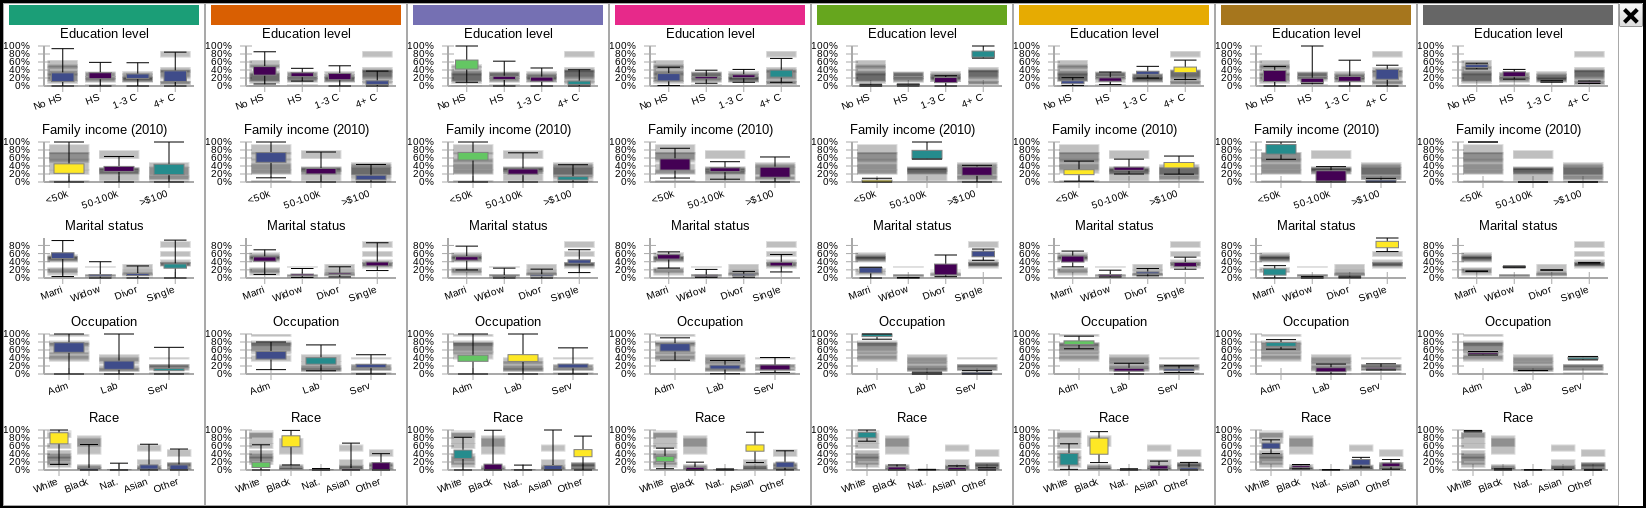 Education level Education level Education level Education level Education level Education level Education level Education level
100% 100% 100% 100% 100% 100% 100% 100%
80% 80% 80% 80% 80% 80% 80% 80%
60% 60% 60% 60% 60% 60% 60% 60%
40% 40% 40% 40% 40% 40% 40% 40%
20% 20% 20% 20% 20% 20% 20% 20%
0% 0% 0% 0% 0% 0% 0% 0%
No HS HS 1-3 C 4+ C No HS HS 1-3 C 4+ C No HS HS 1-3 C 4+ C No HS HS 1-3 C 4+ C No HS HS 1-3 C 4+ C No HS HS 1-3 C 4+ C No HS HS 1-3 C 4+ C No HS HS 1-3 C 4+ C
Family income (2010) Family income (2010) Family income (2010) Family income (2010) Family income (2010) Family income (2010) Family income (2010) Family income (2010)
100% 100% 100% 100% 100% 100% 100% 100%
80% 80% 80% 80% 80% 80% 80% 80%
60% 60% 60% 60% 60% 60% 60% 60%
40% 40% 40% 40% 40% 40% 40% 40%
20% 20% 20% 20% 20% 20% 20% 20%
0% 0% 0% 0% 0% 0% 0% 0%
<50k 50-100k >$100 <50k 50-100k >$100 <50k 50-100k >$100 <50k 50-100k >$100 <50k 50-100k >$100 <50k 50-100k >$100 <50k 50-100k >$100 <50k 50-100k >$100
Marital status Marital status Marital status Marital status Marital status Marital status Marital status Marital status
80% 80% 80% 80% 80% 80% 80% 80%
60% 60% 60% 60% 60% 60% 60% 60%
40% 40% 40% 40% 40% 40% 40% 40%
20% 20% 20% 20% 20% 20% 20% 20%
0% 0% 0% 0% 0% 0% 0% 0%
Marri Widow Divor Single Marri Widow Divor Single Marri Widow Divor Single Marri Widow Divor Single Marri Widow Divor Single Marri Widow Divor Single Marri Widow Divor Single Marri Widow Divor Single
Occupation Occupation Occupation Occupation Occupation Occupation Occupation Occupation
100% 100% 100% 100% 100% 100% 100% 100%
80% 80% 80% 80% 80% 80% 80% 80%
60% 60% 60% 60% 60% 60% 60% 60%
40% 40% 40% 40% 40% 40% 40% 40%
20% 20% 20% 20% 20% 20% 20% 20%
0% 0% 0% 0% 0% 0% 0% 0%
Adm Lab Serv Adm Lab Serv Adm Lab Serv Adm Lab Serv Adm Lab Serv Adm Lab Serv Adm Lab Serv Adm Lab Serv
Race Race Race Race Race Race Race Race
100% 100% 100% 100% 100% 100% 100% 100%
80% 80% 80% 80% 80% 80% 80% 80%
60% 60% 60% 60% 60% 60% 60% 60%
40% 40% 40% 40% 40% 40% 40% 40%
20% 20% 20% 20% 20% 20% 20% 20%
0% 0% 0% 0% 0% 0% 0% 0%
White Black Nat. Asian Other White Black Nat. Asian Other White Black Nat. Asian Other White Black Nat. Asian Other White Black Nat. Asian Other White Black Nat. Asian Other White Black Nat. Asian Other White Black Nat. Asian Other